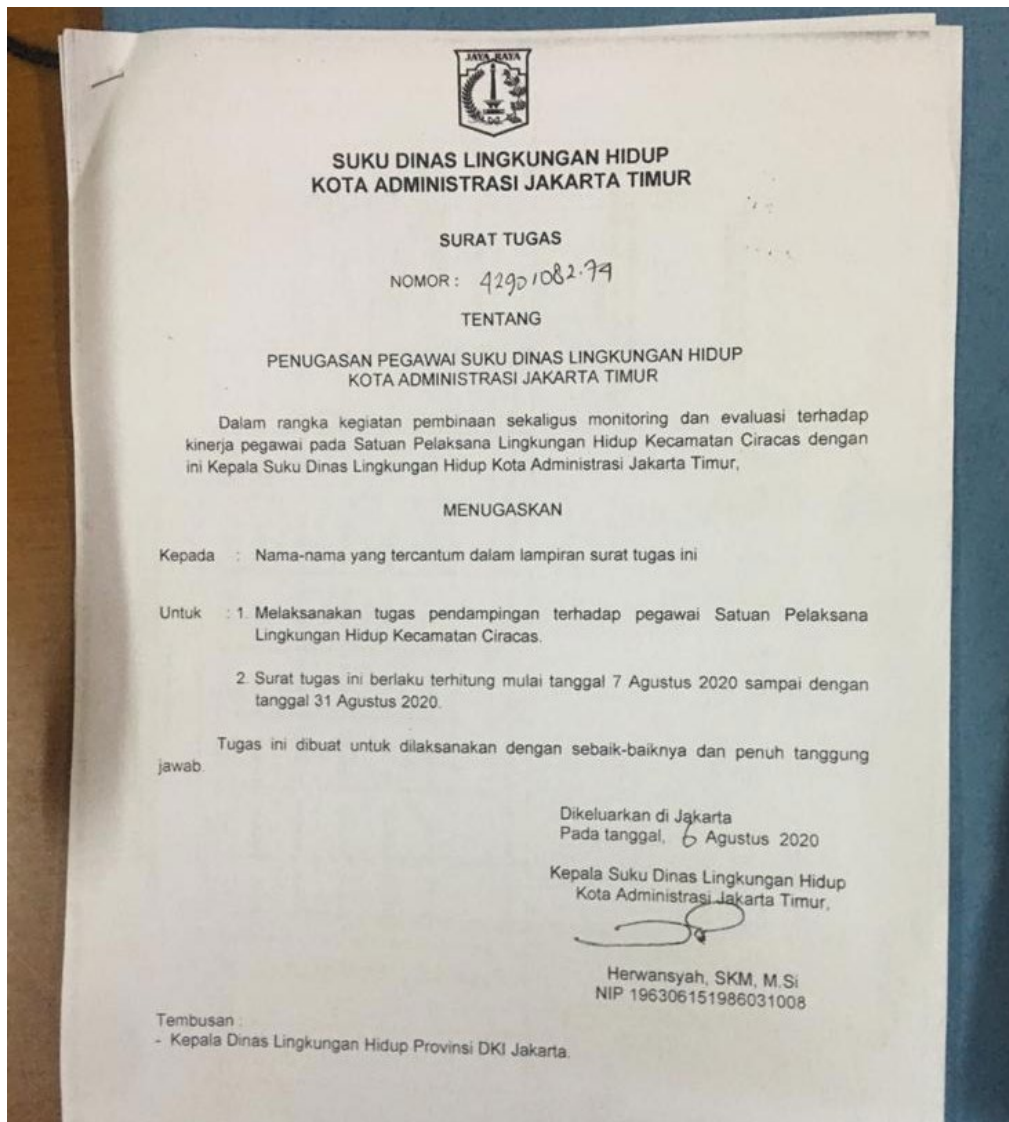 JAYA RAYA
SUKU DINAS LINGKUNGAN HIDUP
KOTA ADMINISTRASI JAKARTA TIMUR
SURAT TUGAS
NOMOR :
TENTANG
PENUGASAN PEGAWAI SUKU DINAS LINGKUNGAN HIDUP
KOTA ADMINISTRASI JAKARTA TIMUR
Dalam rangka kegiatan pembinaan sekaligus monitoring dan evaluasi terhadap
kinerja pegawai pada Satuan Pelaksana Lingkungan Hidup Kecamatan Ciracas dengan
ini Kepala Suku Dinas Lingkungan Hidup Kota Administrasi Jakarta Timur,
MENUGASKAN
Kepada : Nama-nama yang tercantum dalam lampiran surat tugas ini
Untuk : 1. Melaksanakan tugas pendampingan terhadap pegawai Satuan Pelaksana
Lingkungan Hidup Kecamatan Ciracas.
2. Surat tugas ini berlaku terhitung mulai tanggal 7 Agustus 2020 sampai dengan
tanggal 31 Agustus 2020.
Tugas ini dibuat untuk dilaksanakan dengan sebaik-baiknya dan penuh tanggung
jawab.
Dikeluarkan di Jakarta
Pada tanggal, 6 Agustus 2020
Kepala Suku Dinas Lingkungan Hidup
Kota Administrasi Jakarta Timur,
Herwansyah, SKM, M.Si
NIP 196306151986031008
Tembusan :
- Kepala Dinas Lingkungan Hidup Provinsi DKI Jakarta.